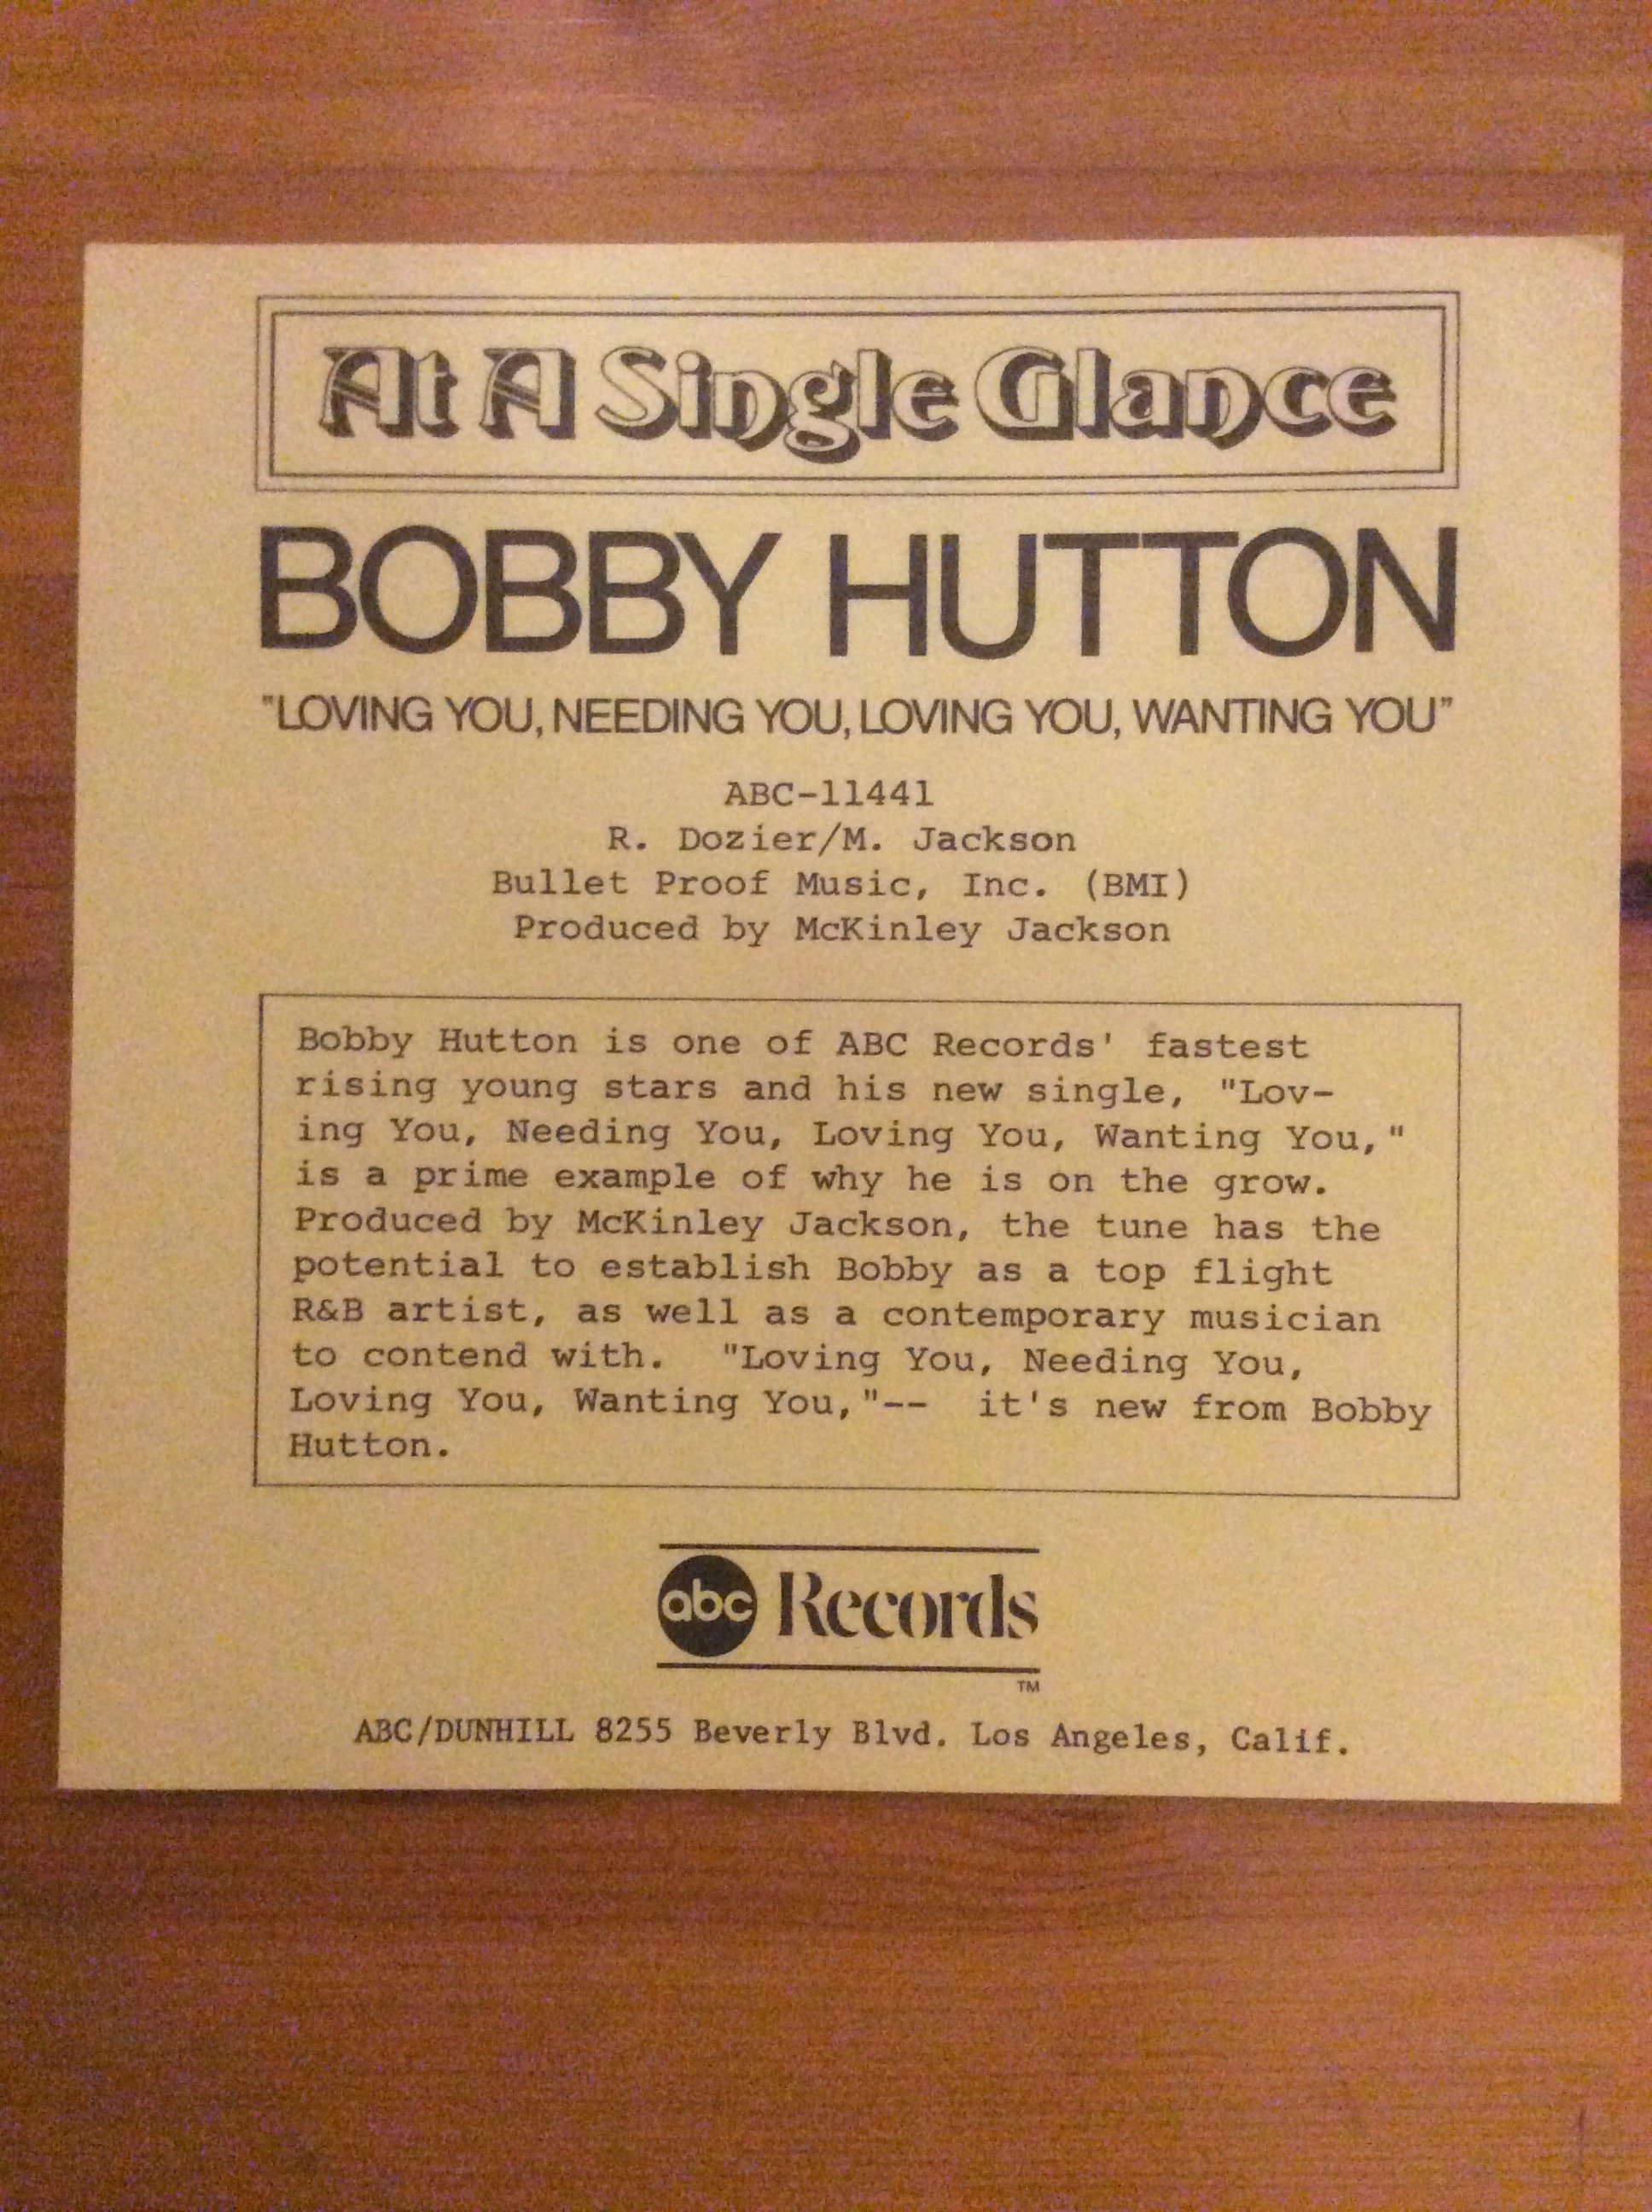 At A Single Glance
BOBBY HUTTON
"LOVING YOU, NEEDING YOU, LOVING YOU, WANTING YOU"
ABC-11441
R. Dozier/M. Jackson
Bullet Proof Music, Inc. (BMI)
Produced by McKinley Jackson
Bobby Hutton is one of ABC Records' fastest
rising young stars and his new single, "Lov-
ing You, Needing You, Loving You, Wanting You,"
is a prime example of why he is on the grow.
Produced by McKinley Jackson, the tune has the
potential to establish Bobby as a top flight
R&B artist, as well as a contemporary musician
to contend with.  "Loving You, Needing You,
Loving You, Wanting You,"--  it's new from Bobby
Hutton.
abc Records
TM
ABC/DUNHILL 8255 Beverly Blvd. Los Angeles, Calif.